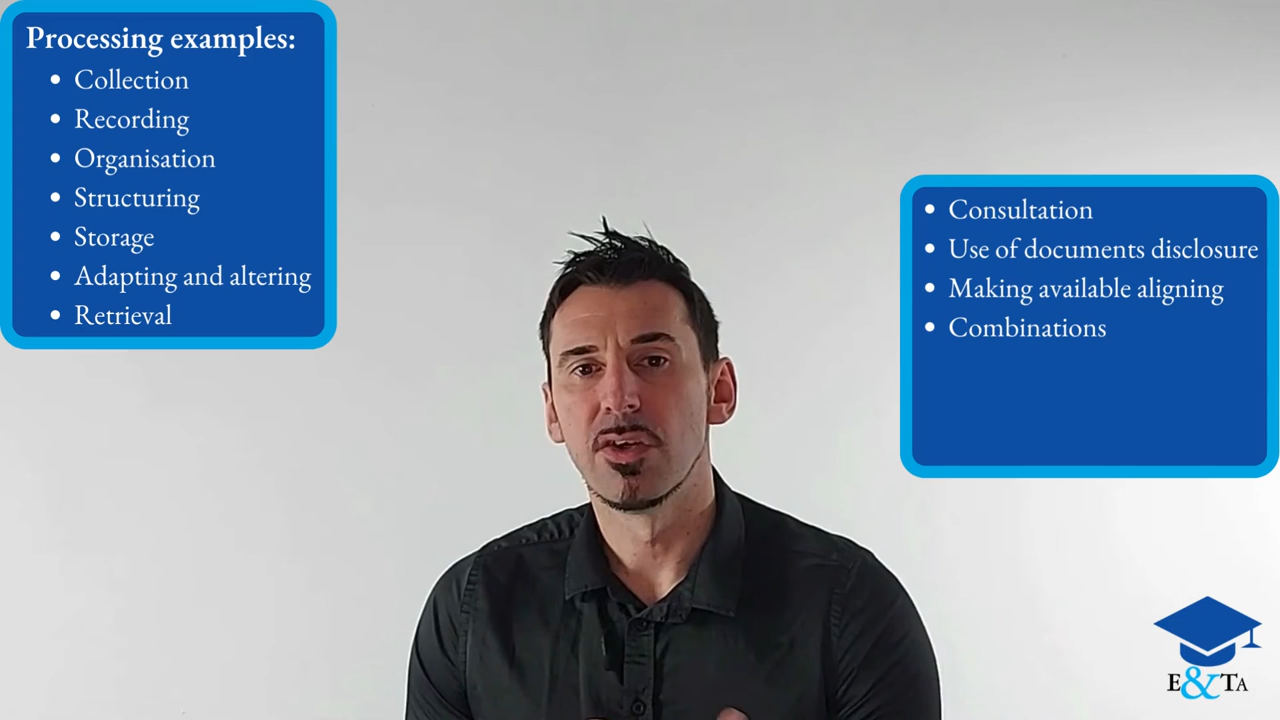 Processing examples:
Collection
Recording
Organisation
Structuring
Storage
Adapting and altering
Retrieval
Consultation
Use of documents disclosure
Making available aligning
Combinations
E&TA